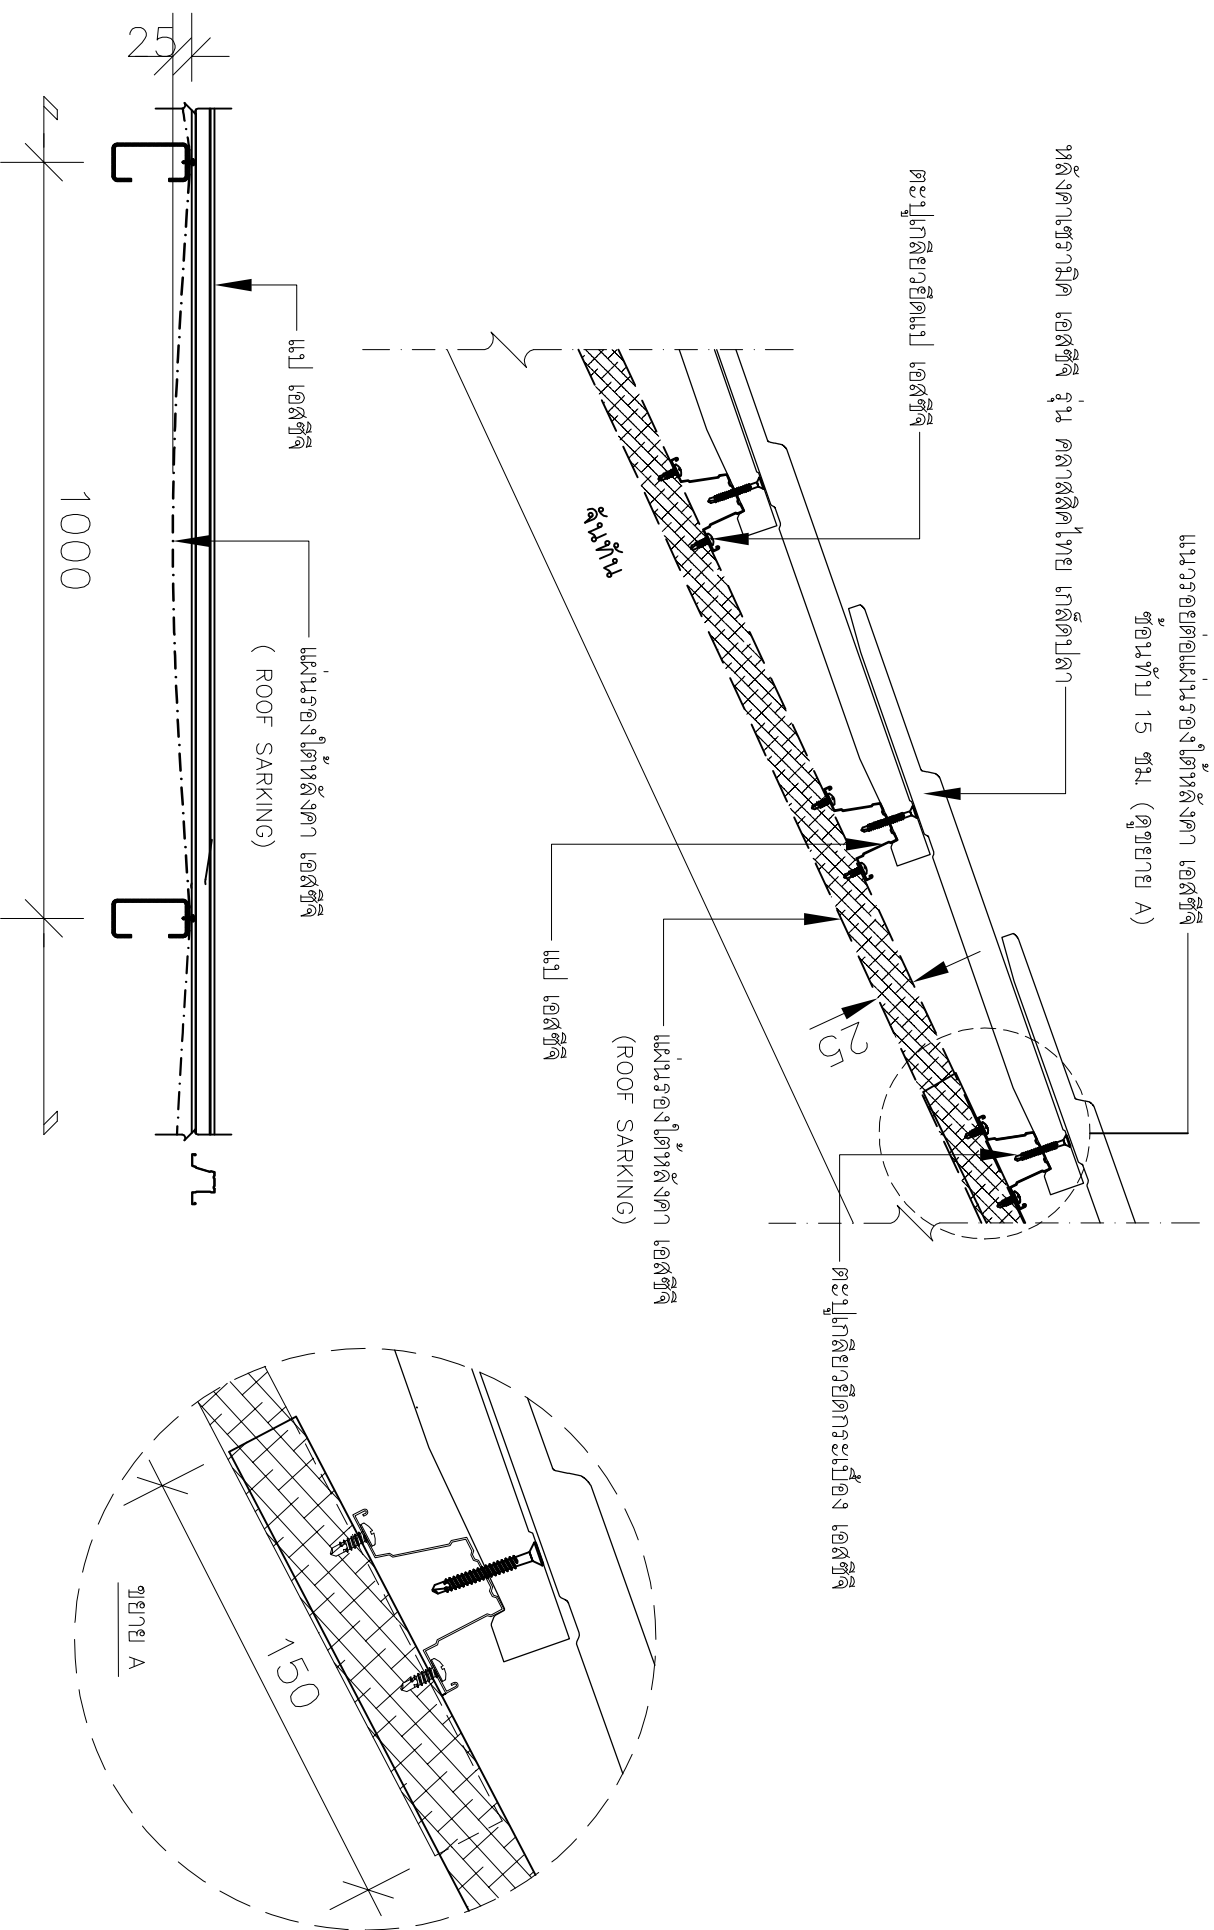 แนวรอยต่อแผ่นรองใต้หลังคา เอสซีจี
ซ้อนทับ 15 ซม. (ดูขยาย A)
หลังคาเซรามิค เอสซีจี รุ่น คลาสสิคไทย เกล็ดปลา
ตะปูเกลียวยึดแป เอสซีจี
ตะปูเกลียวยึดกระเบื้อง เอสซีจี
จันทัน
25
แผ่นรองใต้หลังคา เอสซีจี
(ROOF SARKING)
แป เอสซีจี
25
แป เอสซีจี
แผ่นรองใต้หลังคา เอสซีจี
( ROOF SARKING)
1000
150
ขยาย A